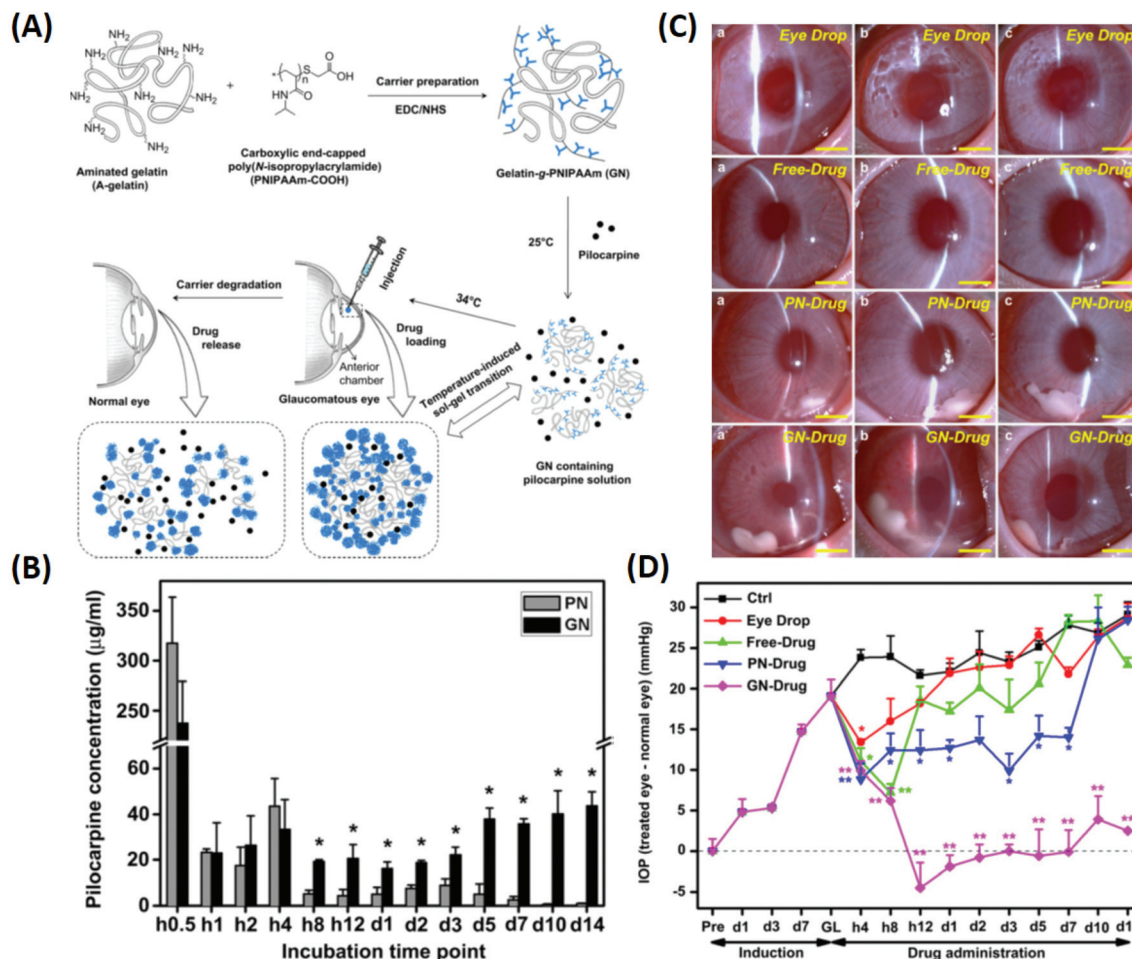 (A)
NH₂
NH₂
NH₂
NH₂
NH₂
NH₂
NH₂
NH₂
NH₂
Aminated gelatin
(A-gelatin)
+
*
n
S
OH
O
HN
O
Carboxylic end-capped
poly(N-isopropylacrylamide)
(PNIPAAm-COOH)
Carrier preparation
EDC/NHS
Gelatin-g-PNIPAAm (GN)
25°C
Pilocarpine
GN containing
pilocarpine solution
34°C
Temperature-induced
sol-gel transition
Injection
Drug
loading
Anterior
chamber
Glaucomatous eye
Carrier degradation
Drug
release
Normal eye
(B)
Pilocarpine concentration (μg/ml)
350
300
250
60
40
20
0
PN
GN
* * * * * * * * *
h0.5 h1 h2 h4 h8 h12 d1 d2 d3 d5 d7 d10 d14
Incubation time point
(C)
a Eye Drop b Eye Drop c Eye Drop
a Free-Drug b Free-Drug c Free-Drug
a PN-Drug b PN-Drug c PN-Drug
a GN-Drug b GN-Drug c GN-Drug
(D)
IOP (treated eye - normal eye) (mmHg)
30
25
20
15
10
5
0
-5
Ctrl
Eye Drop
Free-Drug
PN-Drug
GN-Drug
Pre d1 d3 d7 GL h4 h8 h12 d1 d2 d3 d5 d7 d10 d1
Induction
Drug administration